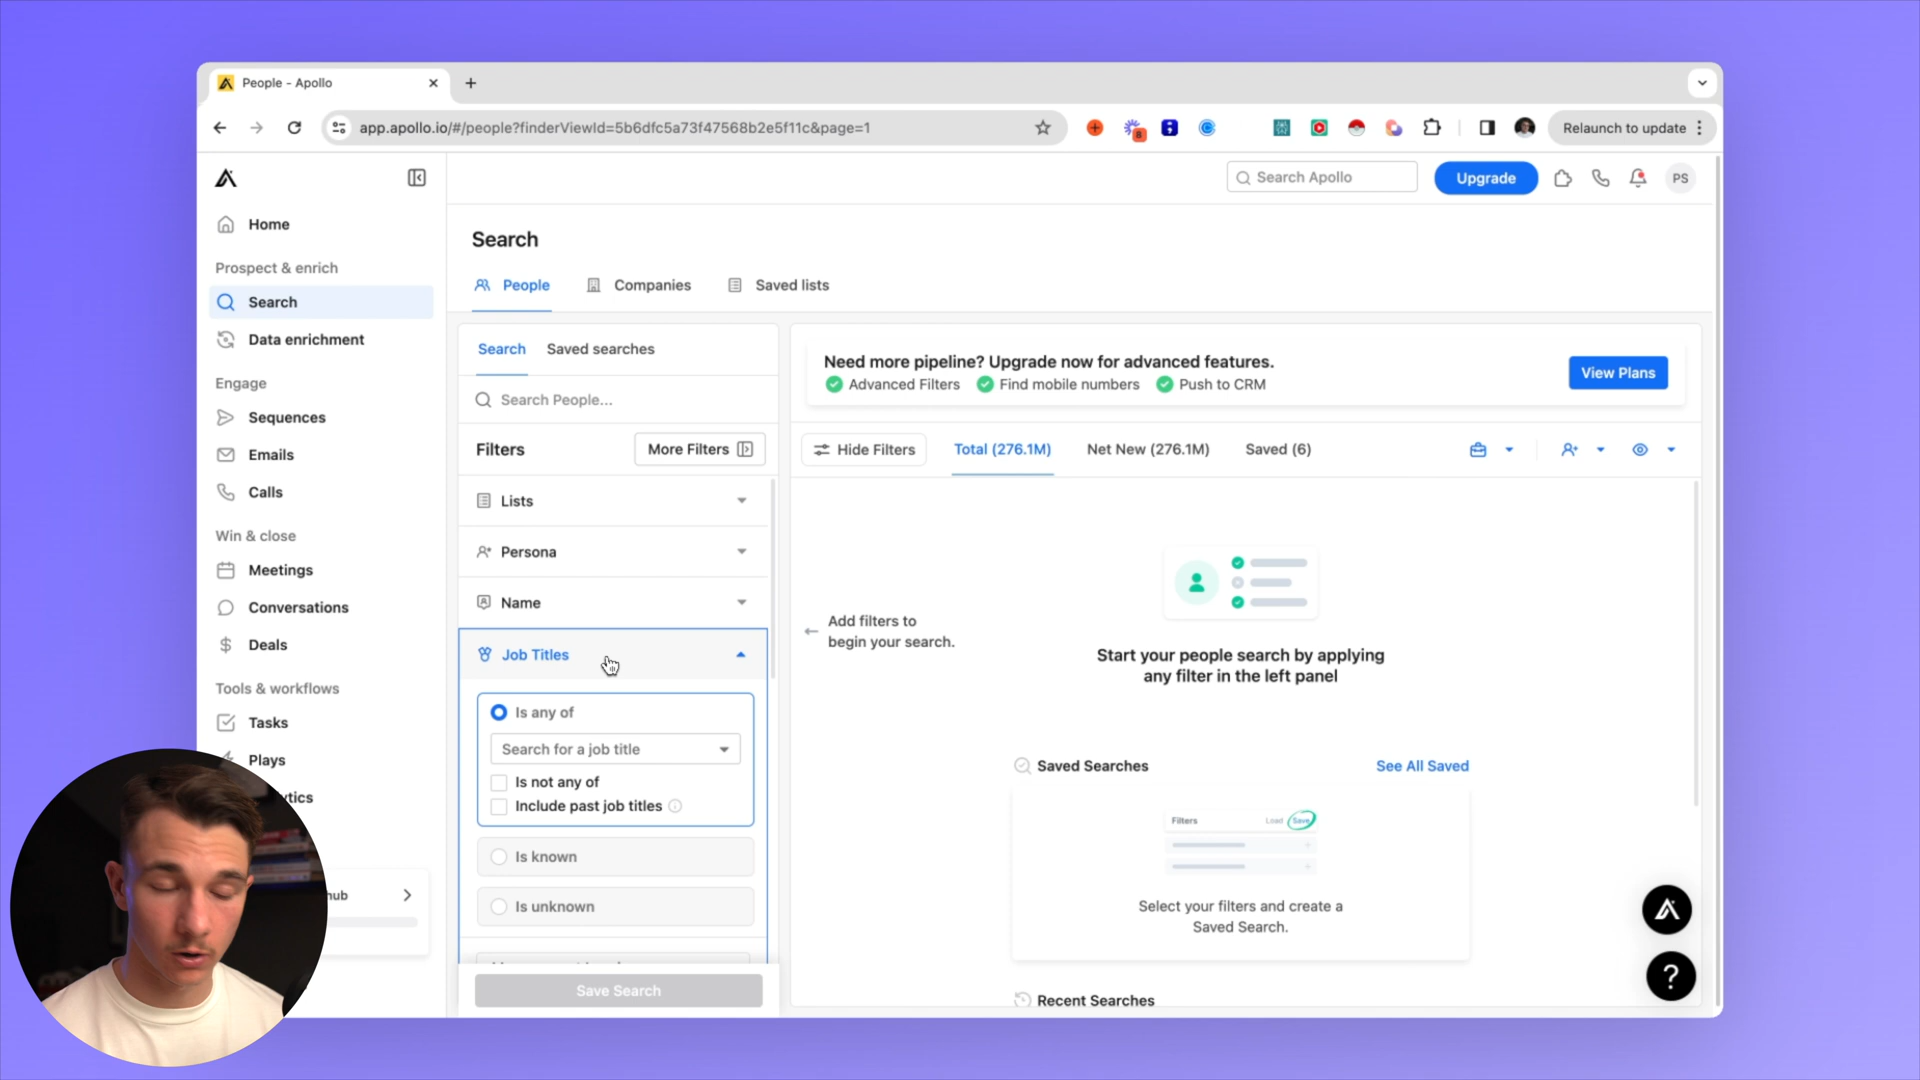 People - Apollo
app.apollo.io/#/people?finderViewId=5b6dfc5a73f47568b2e5f11c&page=1
8
Relaunch to update
Search Apollo
Upgrade
PS
Home
Prospect & enrich
Search
Data enrichment
Engage
Sequences
Emails
Calls
Win & close
Meetings
Conversations
Deals
Tools & workflows
Tasks
Plays
ytics
hub
Search
People
Companies
Saved lists
Search
Saved searches
Search People...
Filters
More Filters
Lists
Persona
Name
Job Titles
Is any of
Search for a job title
Is not any of
Include past job titles
Is known
Is unknown
Save Search
Need more pipeline? Upgrade now for advanced features.
Advanced Filters
Find mobile numbers
Push to CRM
View Plans
Hide Filters
Total (276.1M)
Net New (276.1M)
Saved (6)
Add filters to
begin your search.
Start your people search by applying
any filter in the left panel
Saved Searches
See All Saved
Filters
Load
Save
Select your filters and create a
Saved Search.
Recent Searches
?